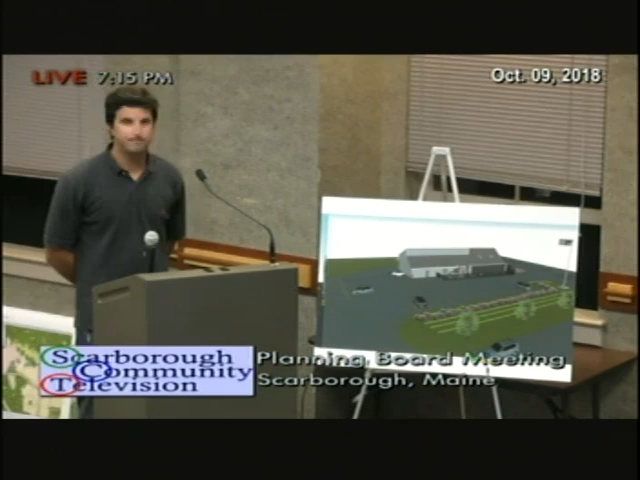 LIVE 7:15 PM
Oct. 09, 2018
Scarborough
Community
Television
Planning Board Meeting
Scarborough, Maine